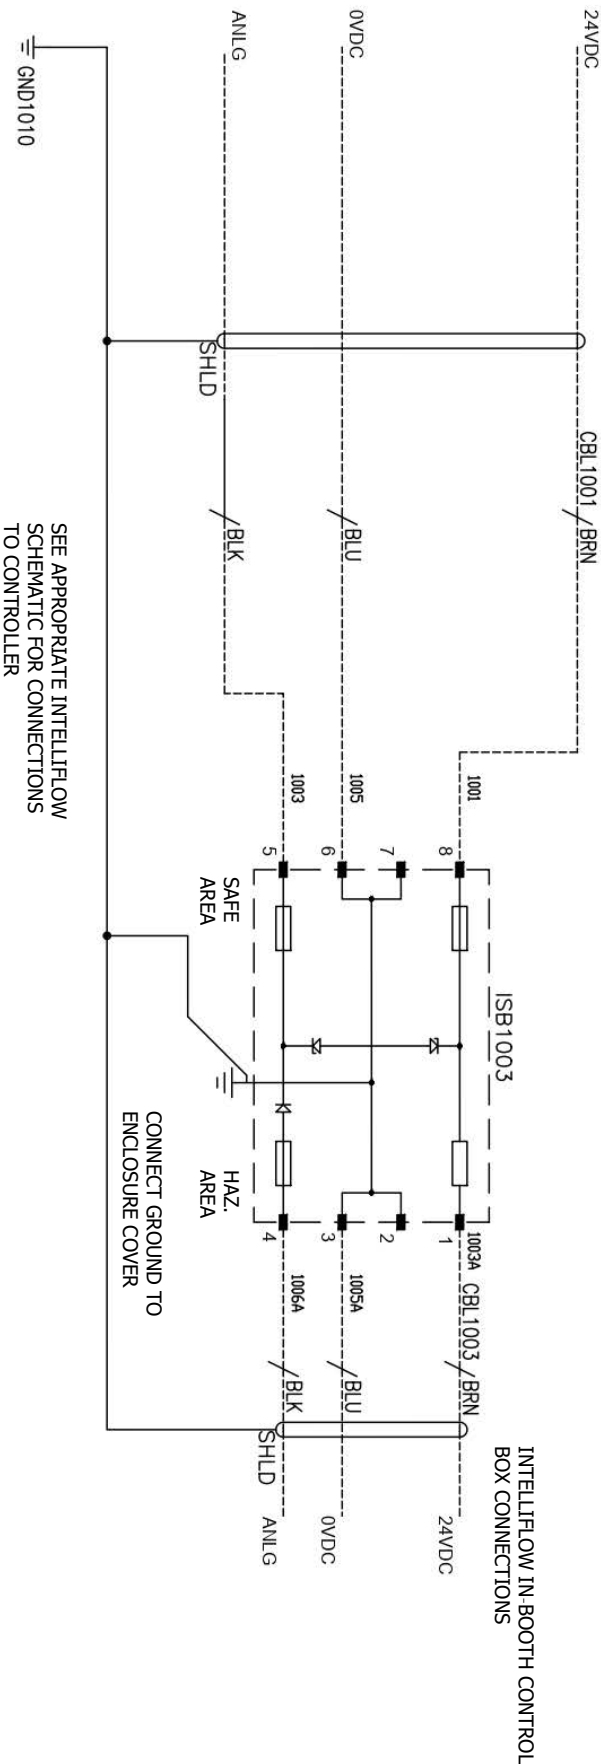 24VDC
0VDC
ANLG
GND1010
SHLD
CBL1001
BRN
BLU
BLK
SEE APPROPRIATE INTELLIFLOW
SCHEMATIC FOR CONNECTIONS
TO CONTROLLER
1001
1005
1003
8
7
6
5
SAFE
AREA
ISB1003
HAZ.
AREA
CONNECT GROUND TO
ENCLOSURE COVER
1
2
3
4
1003A
1005A
1006A
CBL1003
BRN
BLU
BLK
SHLD
24VDC
0VDC
ANLG
INTELLIFLOW IN-BOOTH CONTROL
BOX CONNECTIONS